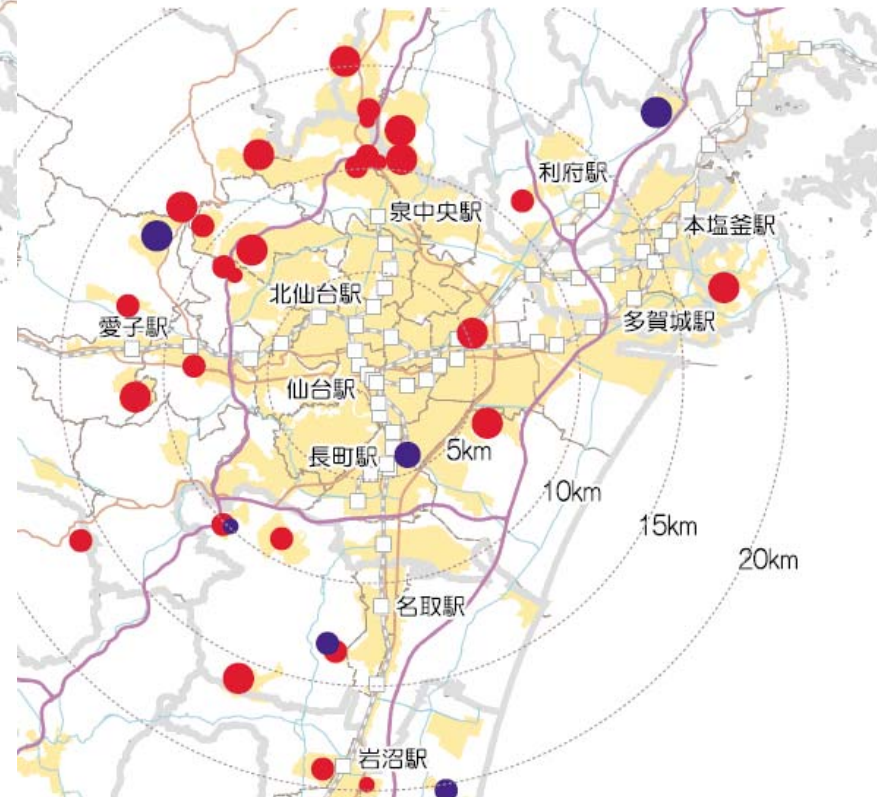 利府駅
泉中央駅
本塩釜駅
北仙台駅
愛子駅
多賀城駅
仙台駅
長町駅
5km
10km
15km
20km
名取駅
岩沼駅